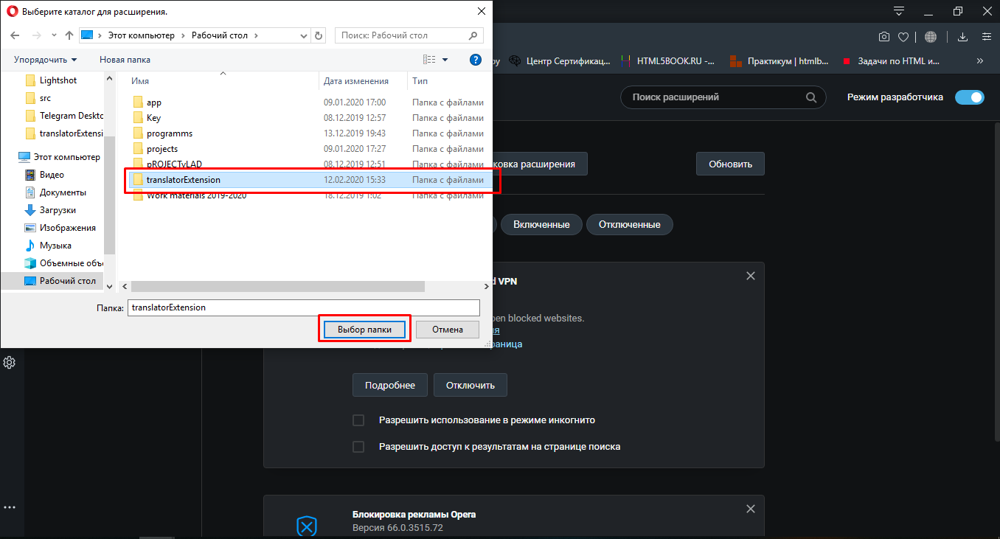 Выберите каталог для расширения.
Этот компьютер
Рабочий стол
Поиск: Рабочий стол
Упорядочить
Новая папка
?
Центр Сертификац...
HTML5BOOK.RU -...
Практикум | htmlb...
Задачи по HTML и...
Lightshot
src
Telegram Deskto
translatorExtensi
Этот компьютер
Видео
Документы
Загрузки
Изображения
Музыка
Объемные объ
Рабочий стол
Имя
Дата изменения
Тип
app
09.01.2020 17:00
Папка с файлами
Key
08.12.2019 12:57
Папка с файлами
programms
13.12.2019 19:43
Папка с файлами
projects
09.01.2020 17:27
Папка с файлами
pROJECTvLAD
08.12.2019 12:51
Папка с файлами
translatorExtension
12.02.2020 15:33
Папка с файлами
Work materials 2019-2020
18.12.2019 1:02
Папка с файлами
Папка:
translatorExtension
Выбор папки
Отмена
Поиск расширений
Режим разработчика
ковка расширения
Обновить
Включенные
Отключенные
d VPN
pen blocked websites.
ия
раница
Подробнее
Отключить
Разрешить использование в режиме инкогнито
Разрешить доступ к результатам на странице поиска
Блокировка рекламы Opera
Версия 66.0.3515.72